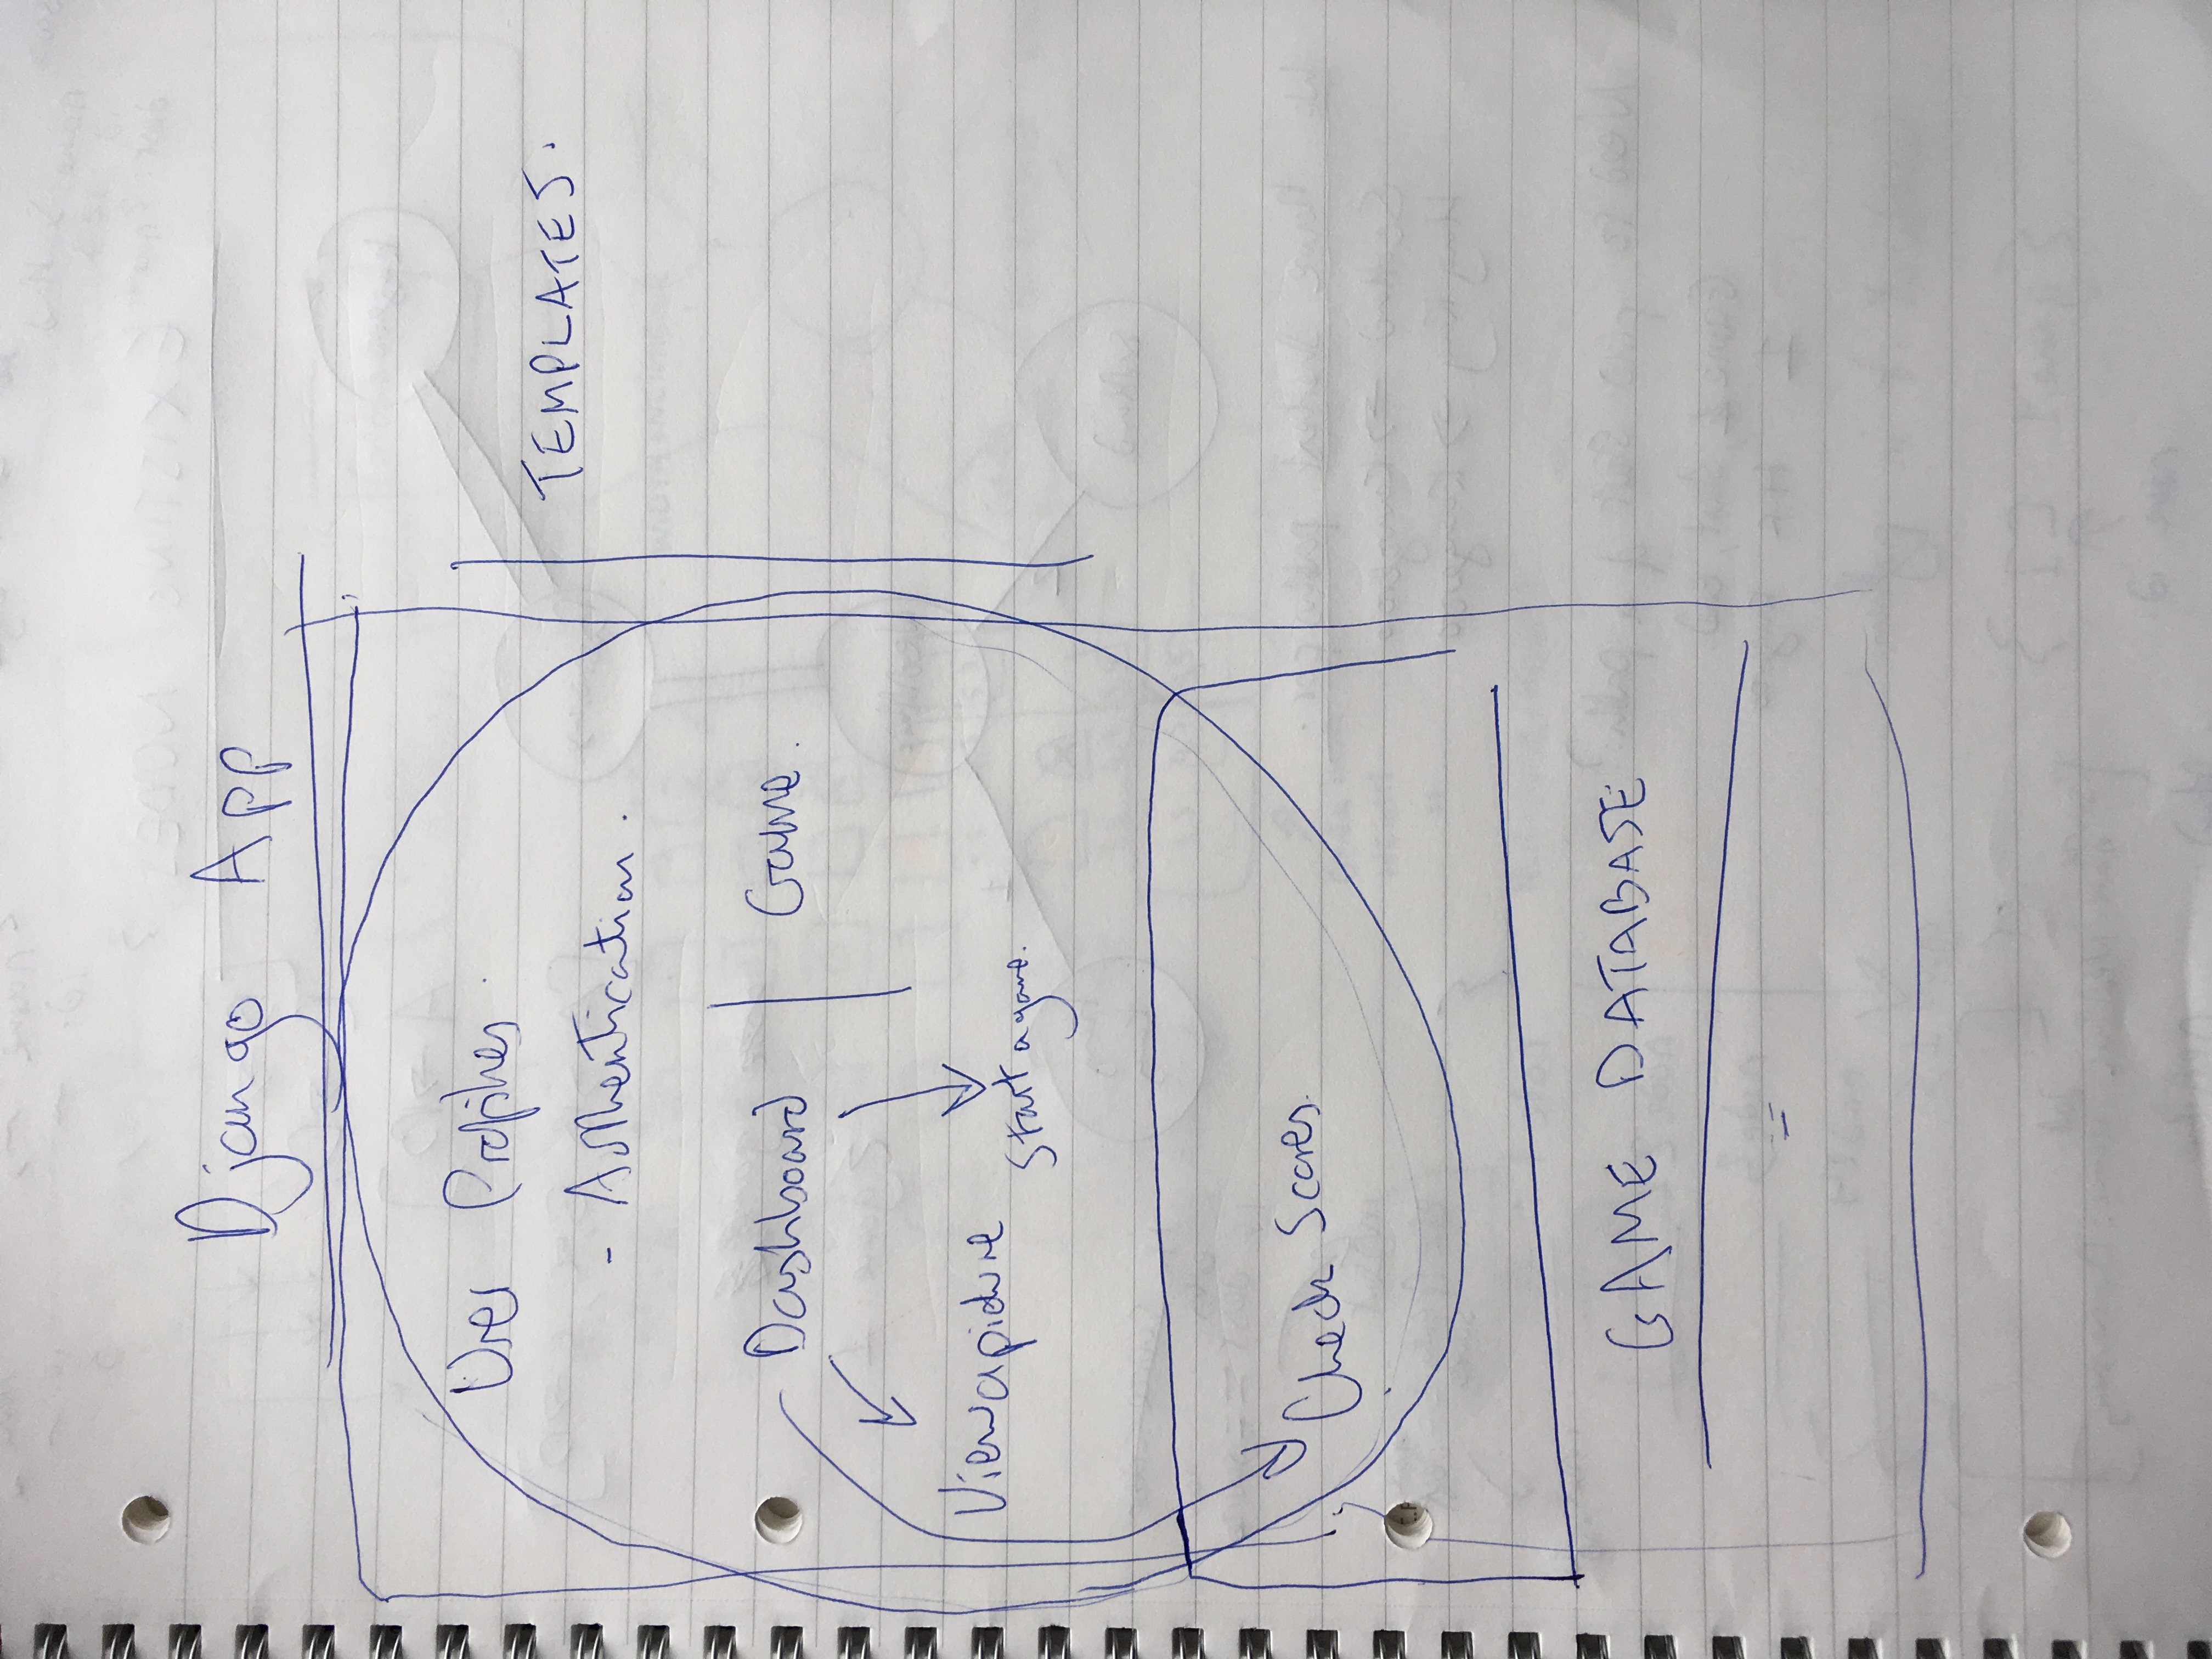 Django App
User Profiles.
TEMPLATES.
- Authentication.
Dashboard | Game.
View a picture
Start a game.
Check Scores.
GAME DATABASE